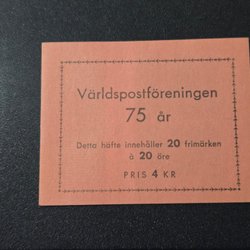 Världspostföreningen
75 år
Detta häfte innehåller 20 frimärken
à 20 öre
PRIS 4 KR